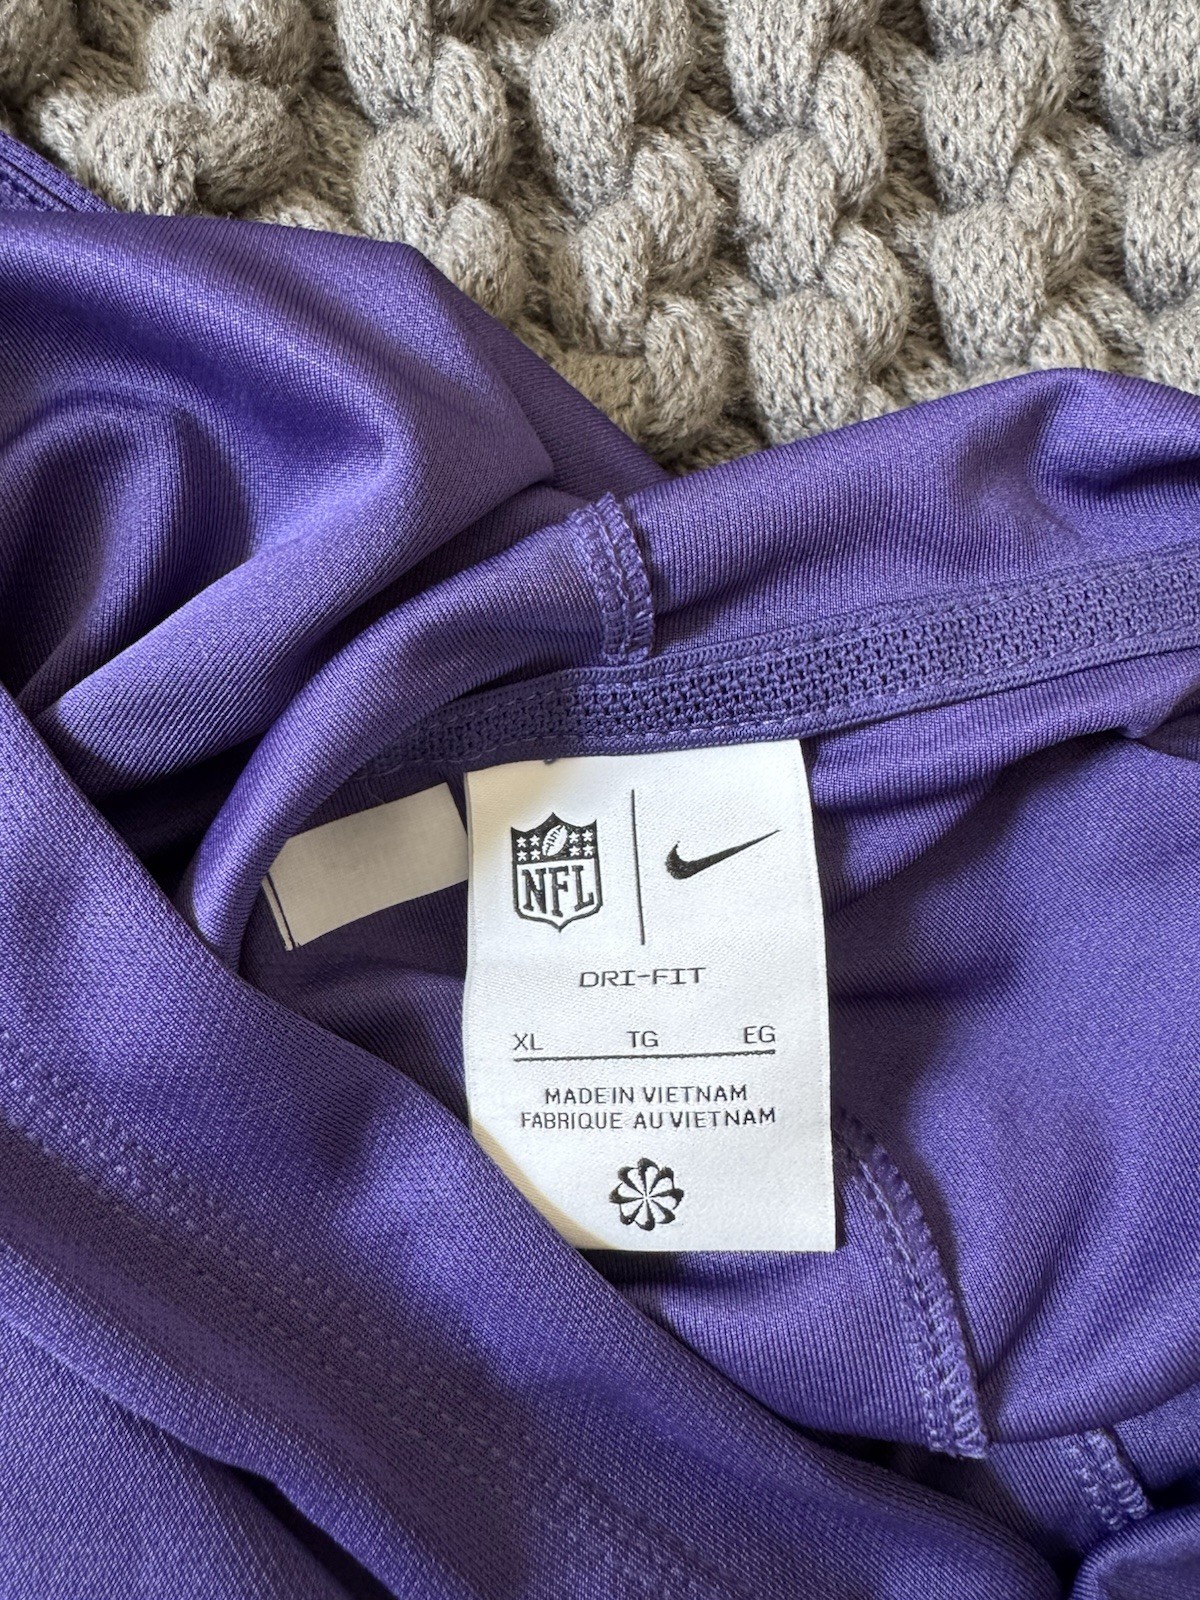 NFL
DRI-FIT
XL TG EG
MADE IN VIETNAM
FABRIQUE AU VIETNAM